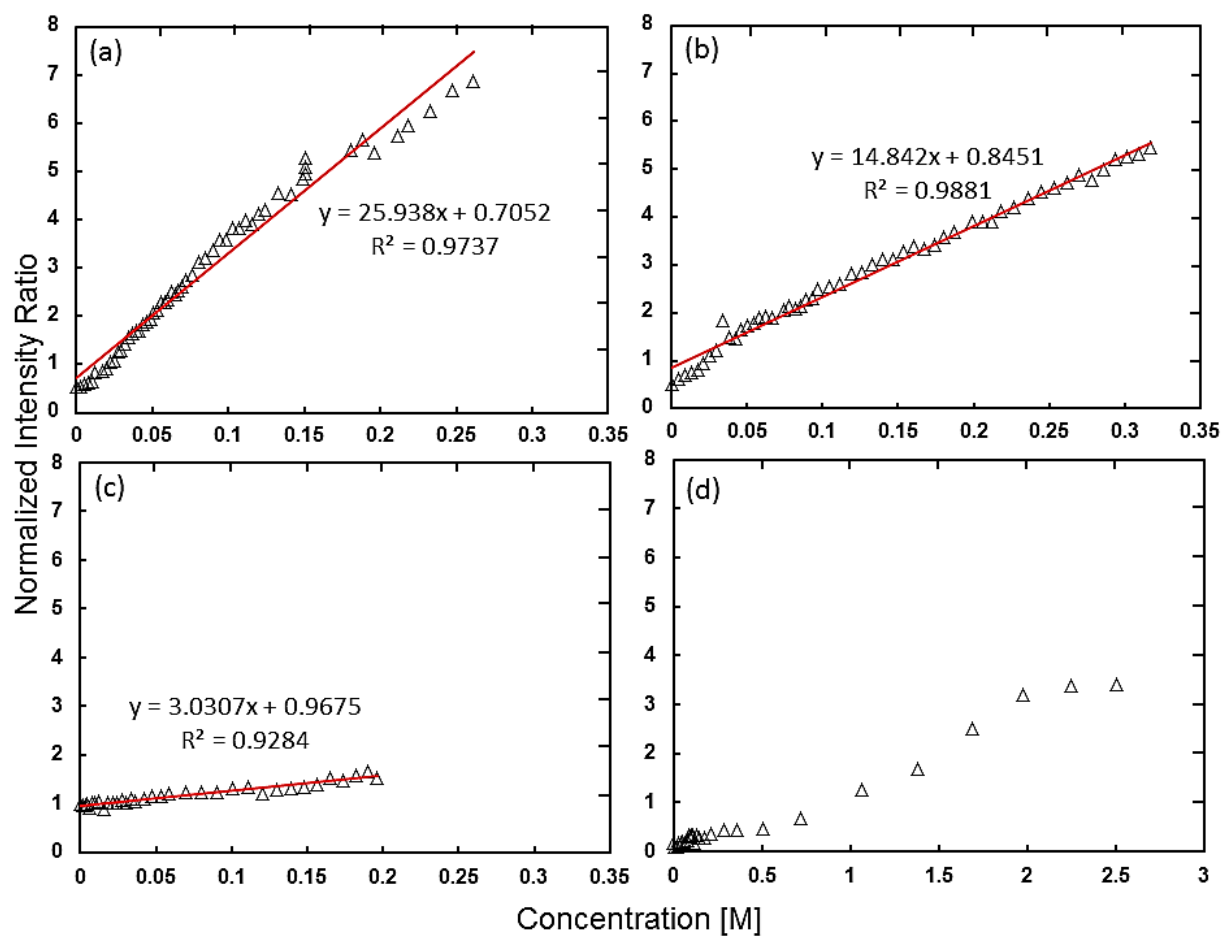 Normalized Intensity Ratio
(a)
8
7
6
5
4
3
2
1
0
y = 25.938x + 0.7052
R² = 0.9737
0 0.05 0.1 0.15 0.2 0.25 0.3 0.35
(b)
8
7
6
5
4
3
2
1
0
y = 14.842x + 0.8451
R² = 0.9881
0 0.05 0.1 0.15 0.2 0.25 0.3 0.35
(c)
8
7
6
5
4
3
2
1
0
y = 3.0307x + 0.9675
R² = 0.9284
0 0.05 0.1 0.15 0.2 0.25 0.3 0.35
(d)
8
7
6
5
4
3
2
1
0
0 0.5 1 1.5 2 2.5 3
Concentration [M]